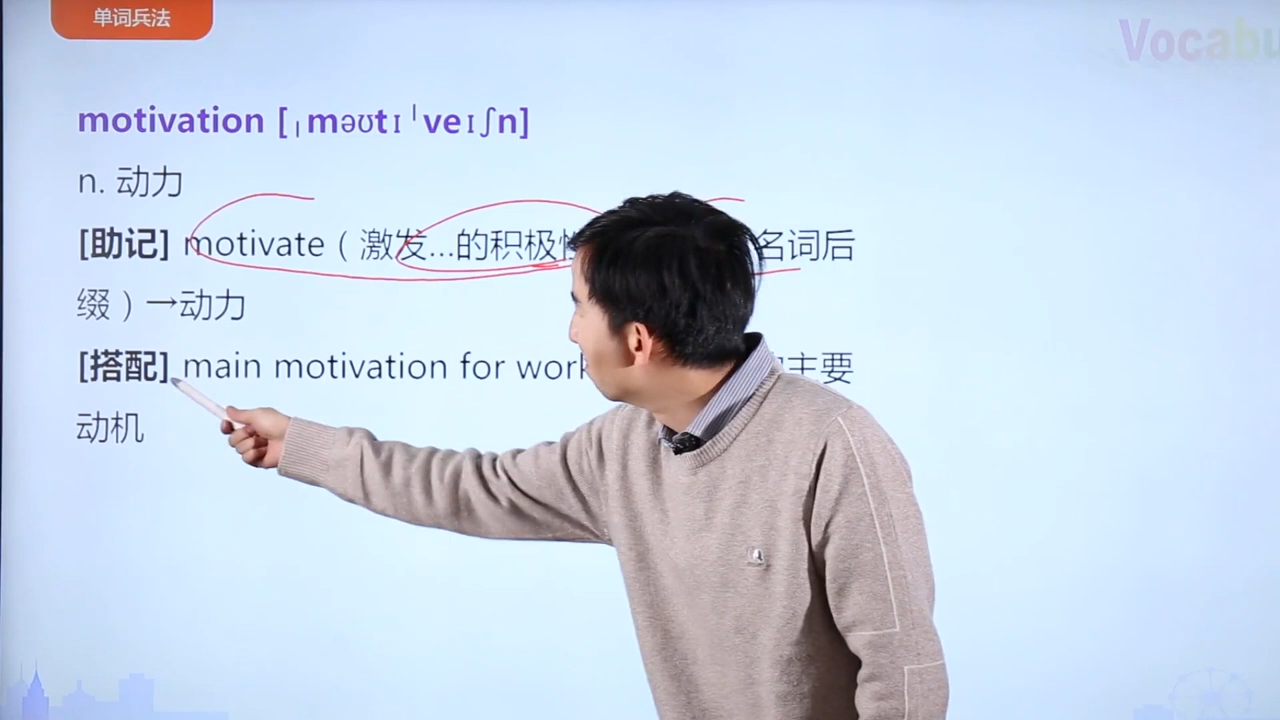 单词兵法
Vocabu
motivation [ˌməʊtɪˈveɪʃn]
n. 动力
[助记] motivate（激发…的积极性 名词后
缀）→动力
[搭配] main motivation for work 主要
动机